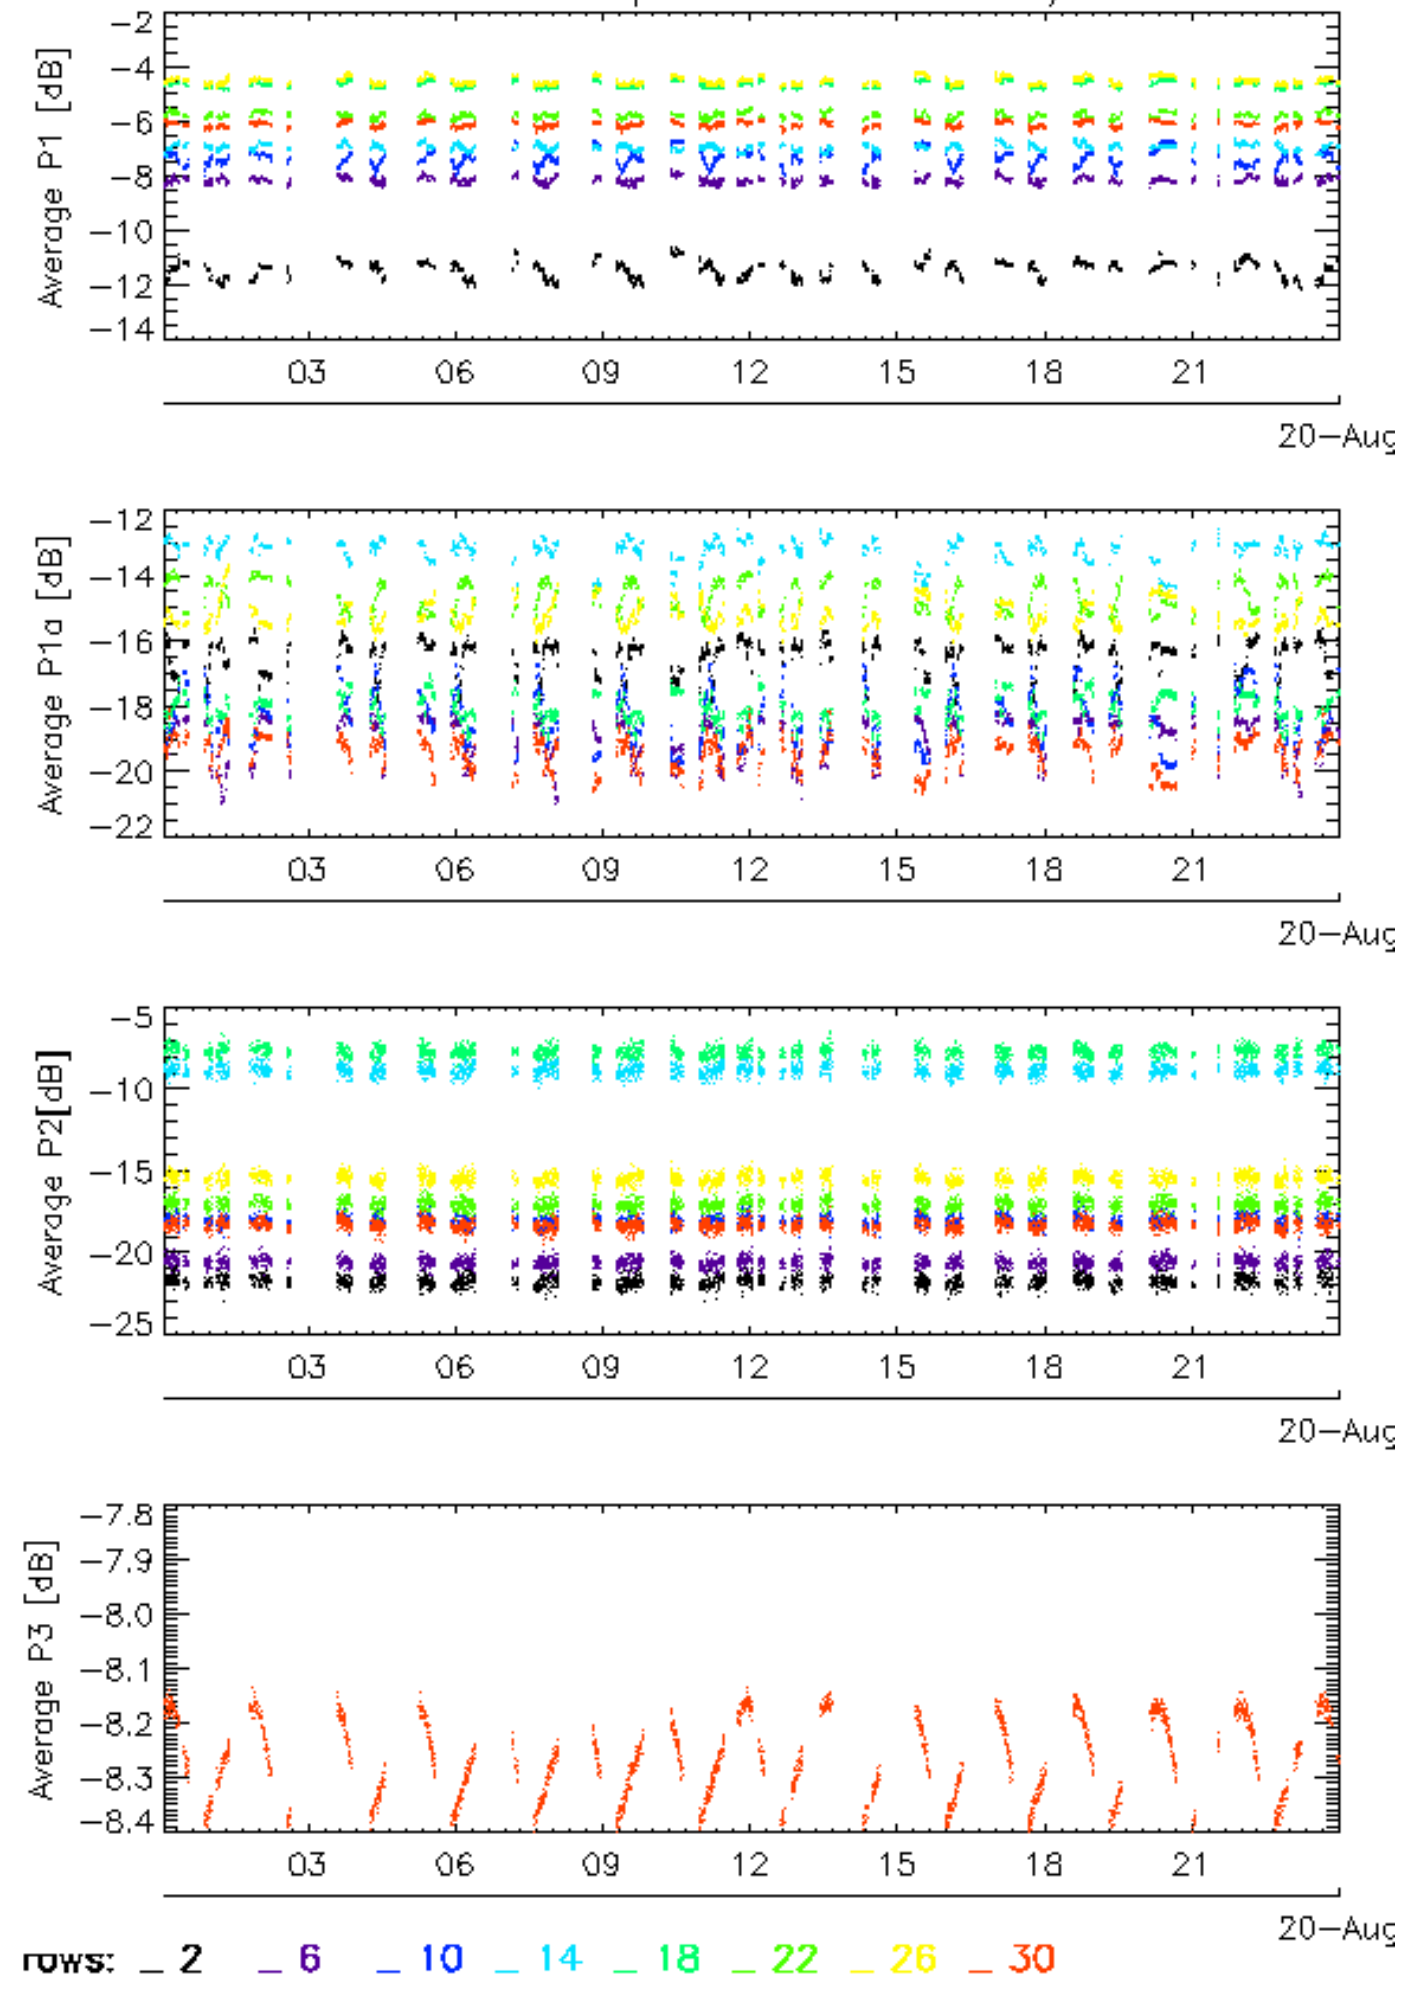 Average P1 [dB]
−2
−4
−6
−8
−10
−12
−14
03 06 09 12 15 18 21
20−Aug
Average P1a [dB]
−12
−14
−16
−18
−20
−22
03 06 09 12 15 18 21
20−Aug
Average P2[dB]
−5
−10
−15
−20
−25
03 06 09 12 15 18 21
20−Aug
Average P3 [dB]
−7.8
−7.9
−8.0
−8.1
−8.2
−8.3
−8.4
03 06 09 12 15 18 21
20−Aug
rows: _ 2 _ 6 _ 10 _ 14 _ 18 _ 22 _ 26 _ 30